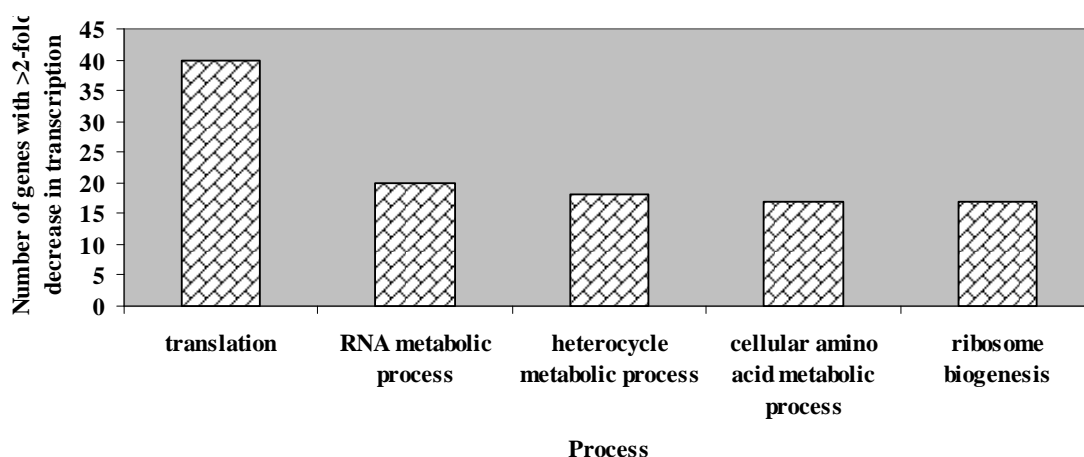 Number of genes with >2-fold
decrease in transcription
45
40
35
30
25
20
15
10
5
0
translation
RNA metabolic
process
heterocycle
metabolic process
cellular amino
acid metabolic
process
ribosome
biogenesis
Process